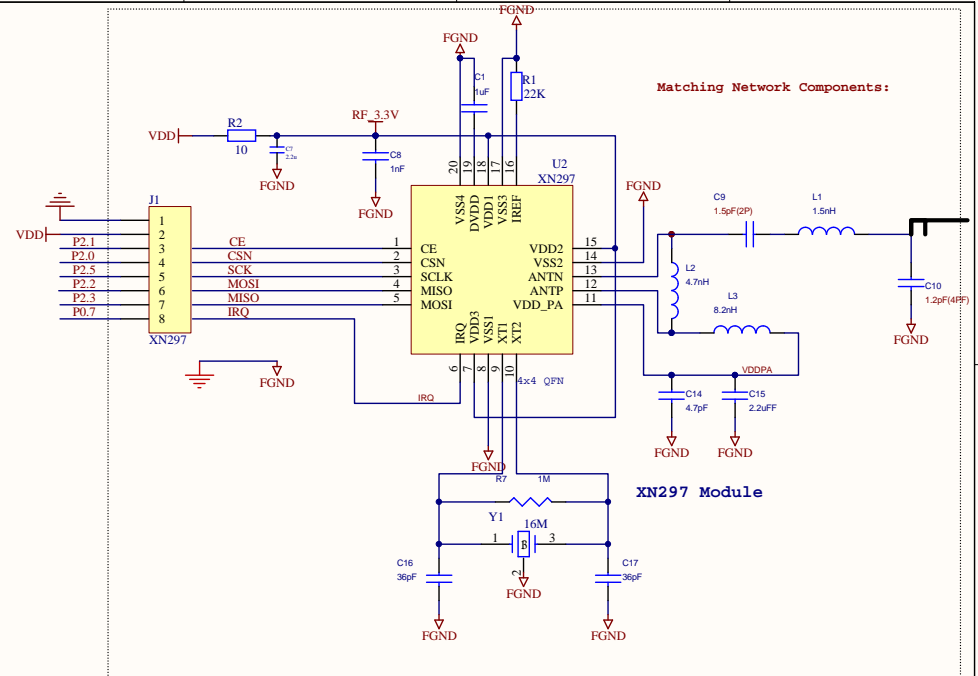 FGND
FGND
C1
1uF
R1
22K
Matching Network Components:
RF_3.3V
R2
VDD
10
C7
2.2u
C8
1nF
FGND
FGND
20
19
18
17
16
U2
XN297
VSS4
DVDD
VDD1
VSS3
IREF
FGND
J1
1
VDD
2
P2.1
3
CE
1
CE
P2.0
4
CSN
2
CSN
P2.5
5
SCK
3
SCLK
P2.2
6
MOSI
4
MISO
P2.3
7
MISO
5
MOSI
P0.7
8
IRQ
XN297
VDD2
15
VSS2
14
ANTN
13
ANTP
12
VDD_PA
11
IRQ
VDD3
VSS1
XT1
XT2
6
7
8
9
10
4x4 QFN
C9
1.5pF(2P)
L1
1.5nH
L2
4.7nH
L3
8.2nH
C10
1.2pF(4PF)
FGND
FGND
IRQ
VDDPA
C14
4.7pF
C15
2.2uFF
FGND
FGND
FGND
R7
1M
XN297 Module
Y1
16M
1
B
3
2
C16
36pF
C17
36pF
FGND
FGND
FGND